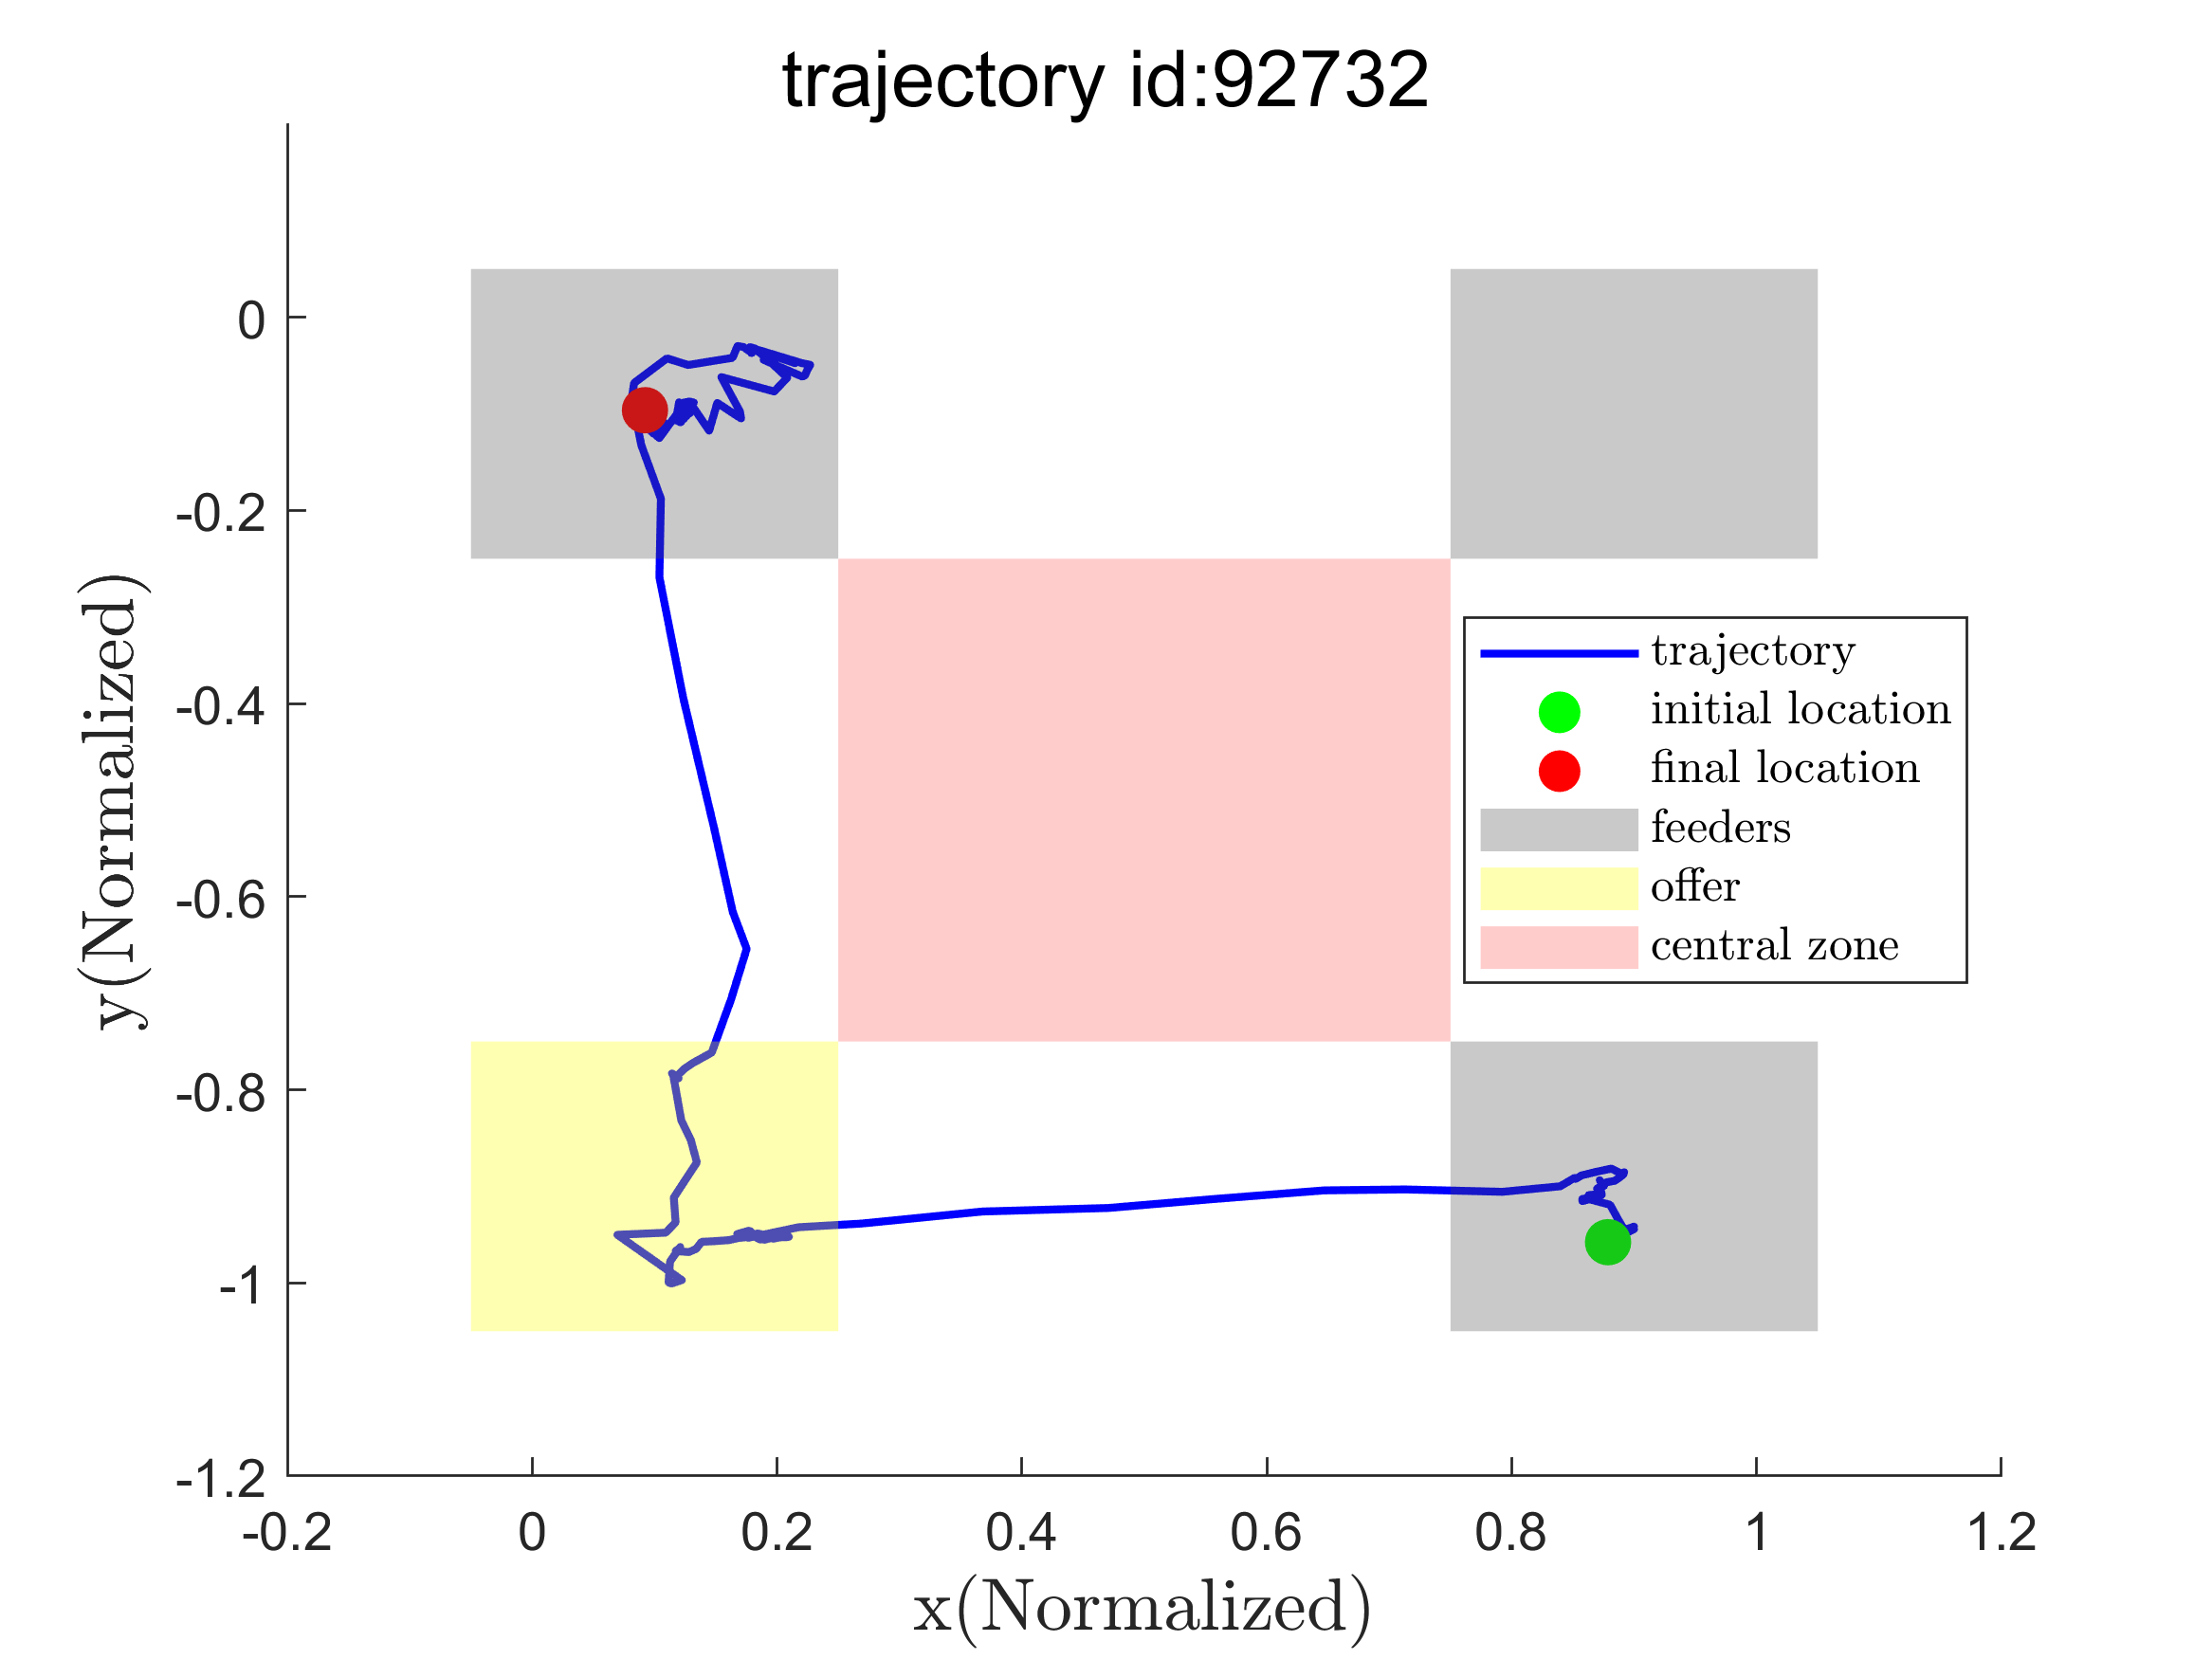 trajectory id:92732
y(Normalized)
0
-0.2
-0.4
-0.6
-0.8
-1
-1.2
trajectory
initial location
final location
feeders
offer
central zone
-0.2 0 0.2 0.4 0.6 0.8 1 1.2
x(Normalized)